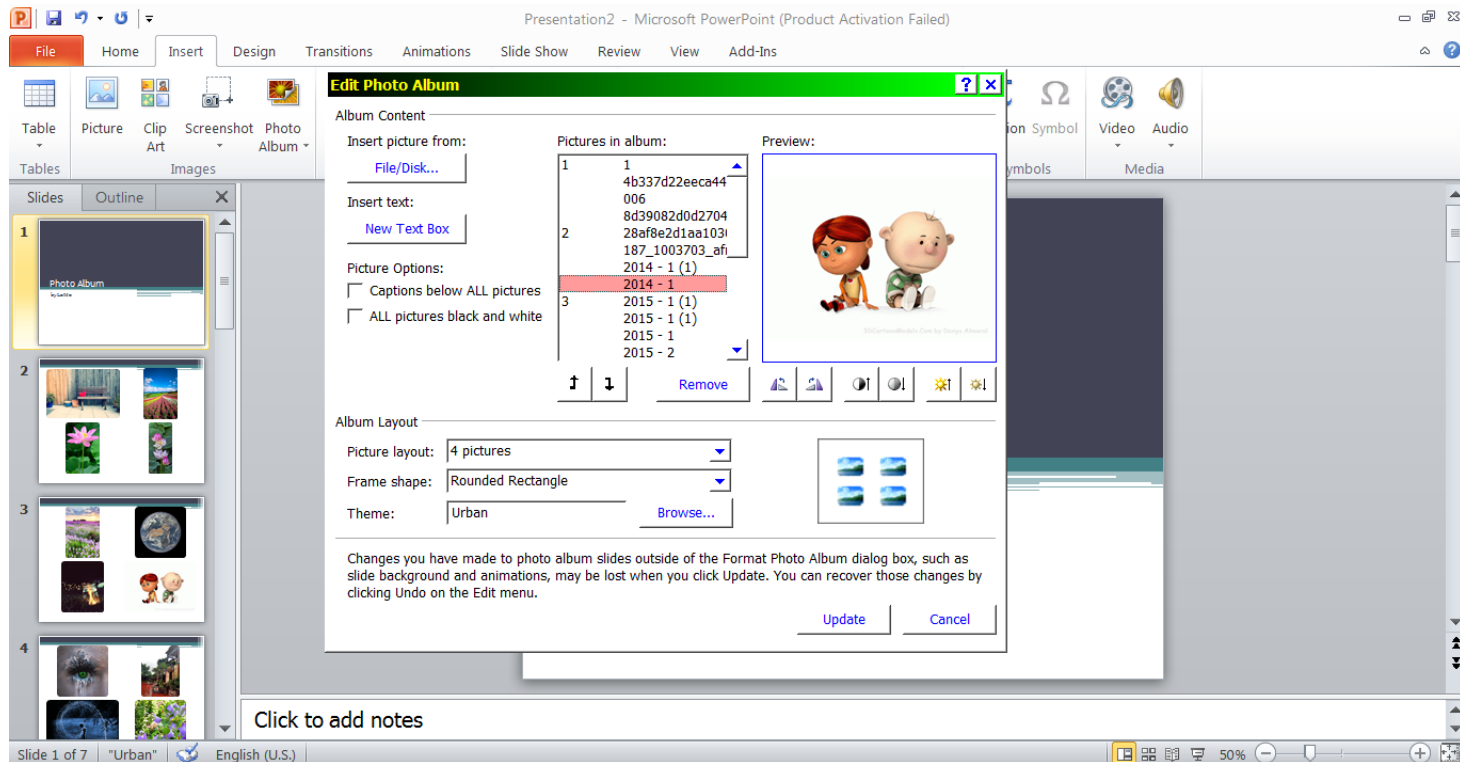 Presentation2 - Microsoft PowerPoint (Product Activation Failed)
File Home Insert Design Transitions Animations Slide Show Review View Add-Ins
Table Picture Clip Art Screenshot Photo Album Symbol Video Audio
Tables Images Media
Slides Outline
1
Photo Album
2
3
4
Edit Photo Album
Album Content
Insert picture from:
File/Disk...
Insert text:
New Text Box
Picture Options:
Captions below ALL pictures
ALL pictures black and white
Pictures in album:
1 1
4b337d22eeca44
006
8d39082d0d2704
2 28af8e2d1aa103
187_1003703_afr
2014 - 1 (1)
2014 - 1
3 2015 - 1 (1)
2015 - 1 (1)
2015 - 1
2015 - 2
Remove
Preview:
Album Layout
Picture layout: 4 pictures
Frame shape: Rounded Rectangle
Theme: Urban Browse...
Changes you have made to photo album slides outside of the Format Photo Album dialog box, such as
slide background and animations, may be lost when you click Update. You can recover those changes by
clicking Undo on the Edit menu.
Update Cancel
Click to add notes
Slide 1 of 7 "Urban" English (U.S.) 50%